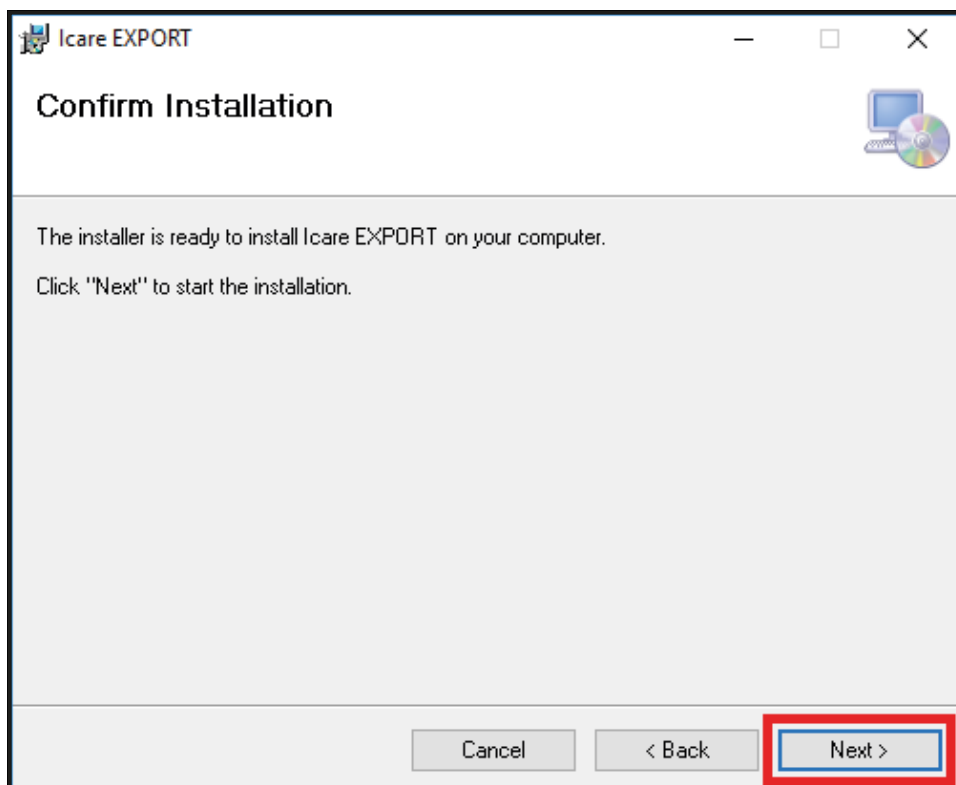 Icare EXPORT
Confirm Installation
The installer is ready to install Icare EXPORT on your computer.
Click "Next" to start the installation.
Cancel
< Back
Next >